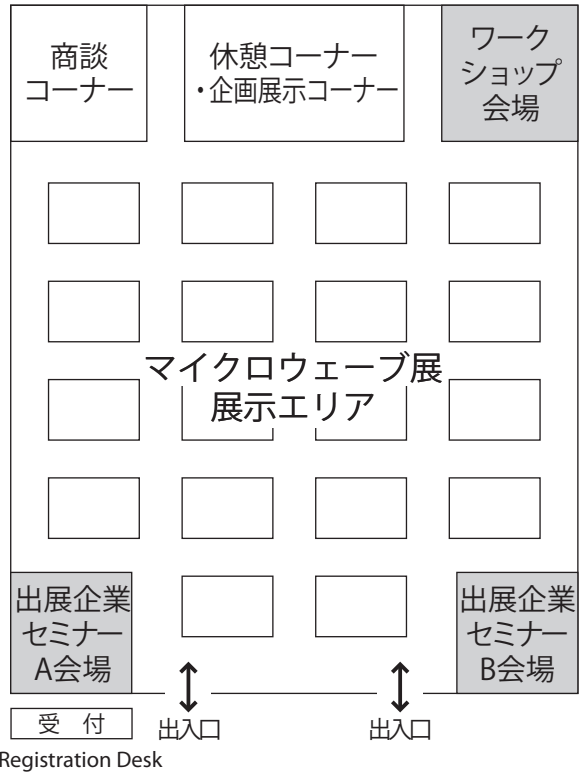 商談
コーナー
休憩コーナー
・企画展示コーナー
ワーク
ショップ
会場
マイクロウェーブ展
展示エリア
出展企業
セミナー
A会場
出展企業
セミナー
B会場
受 付
出入口
出入口
Registration Desk